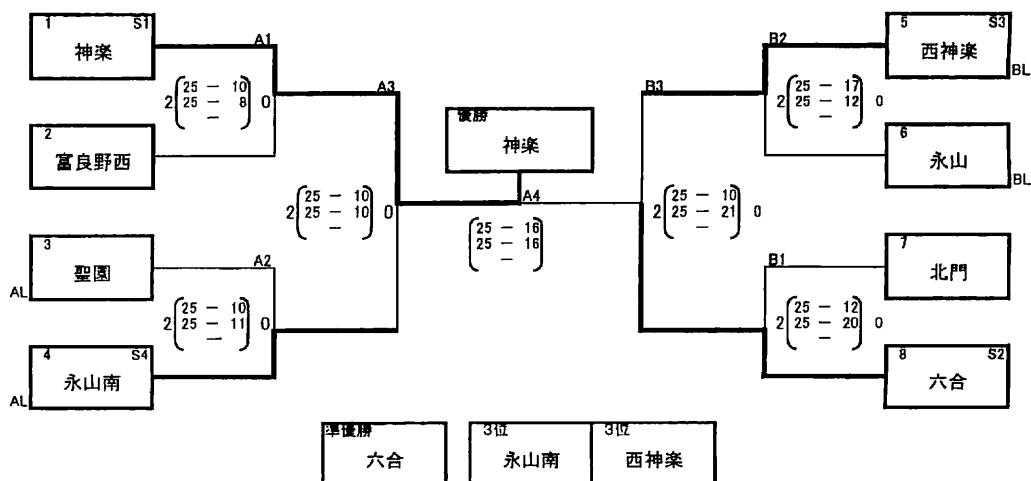 1 S1
神楽
A1
2 ( 25 － 10 ) 0
25 － 8
－
2
富良野西
A3
2 ( 25 － 10 ) 0
25 － 10
－
3
聖園
AL
A2
2 ( 25 － 10 ) 0
25 － 11
－
4 S4
永山南
AL
優勝
神楽
A4
( 25 － 16 )
25 － 16
－
5 S3
西神楽
BL
B2
2 ( 25 － 17 ) 0
25 － 12
－
6
永山
BL
B3
2 ( 25 － 10 ) 0
25 － 21
－
7
北門
B1
2 ( 25 － 12 ) 0
25 － 20
－
8 S2
六合
準優勝
六合
3位
永山南
3位
西神楽